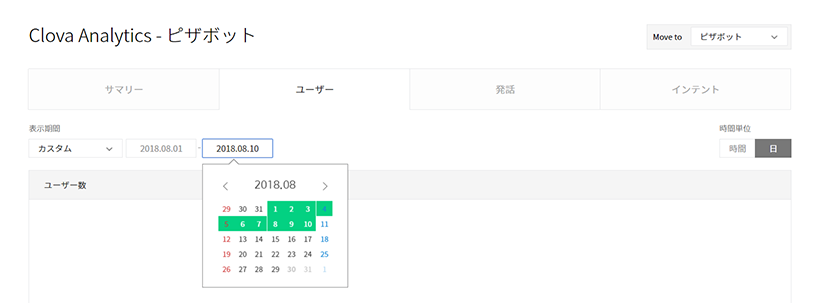 Clova Analytics - ピザボット
Move to ピザボット
サマリー ユーザー 発話 インテント
表示期間 時間単位
カスタム 2018.08.01 - 2018.08.10 時間 日
ユーザー数
2018.08
29 30 31 1 2 3 4
5 6 7 8 9 10 11
12 13 14 15 16 17 18
19 20 21 22 23 24 25
26 27 28 29 30 31 1